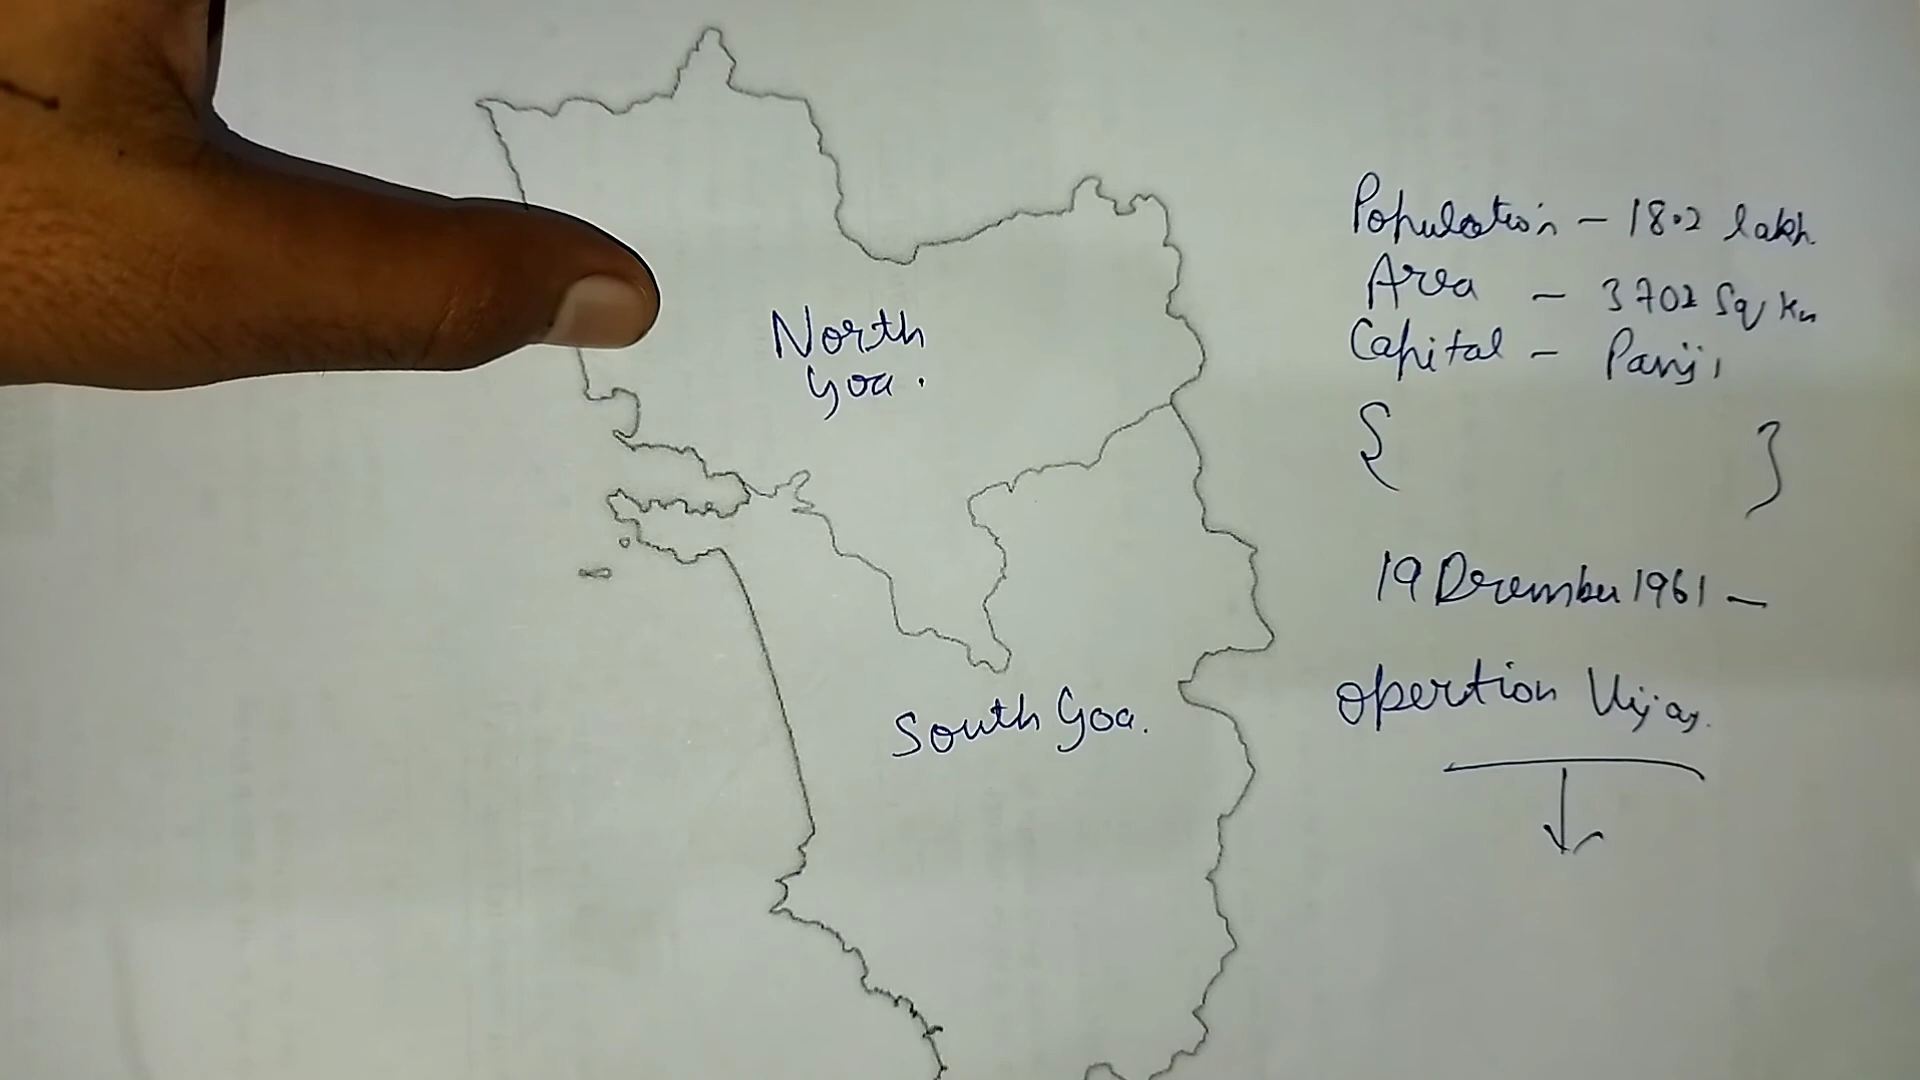 North
Goa.
South Goa.
Population - 18.2 lakh
Area - 3702 Sq Km
Capital - Panji
{ }
19 December 1961 -
opertion Vijay.